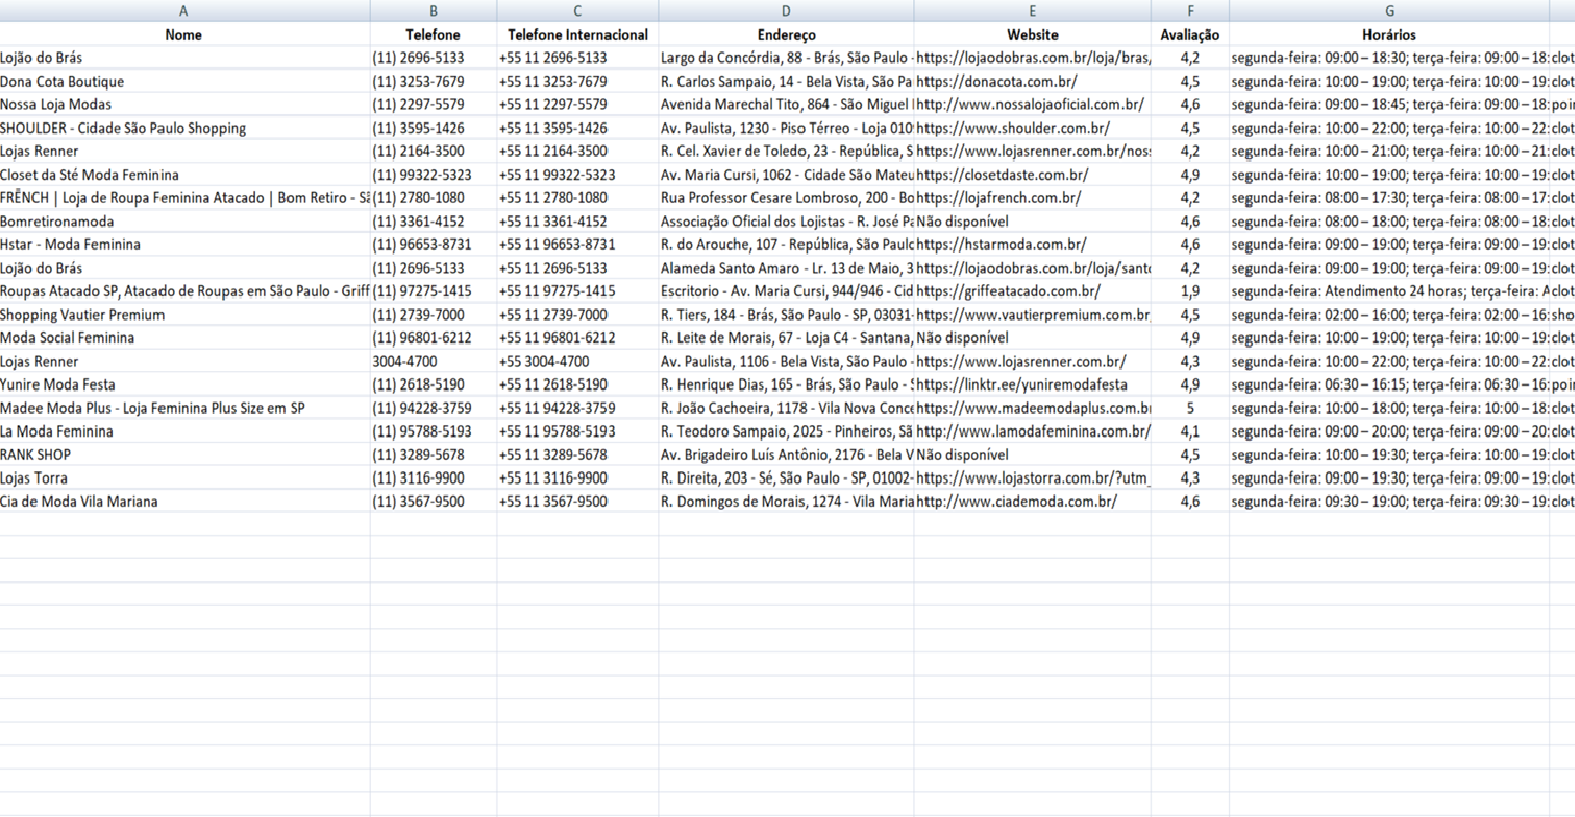 A B C D E F G
Nome Telefone Telefone Internacional Endereço Website Avaliação Horários
Lojão do Brás (11) 2696-5133 +55 11 2696-5133 Largo da Concórdia, 88 - Brás, São Paulo - https://lojaodobras.com.br/loja/bras, 4,2 segunda-feira: 09:00 – 18:30; terça-feira: 09:00 – 18: clot
Dona Cota Boutique (11) 3253-7679 +55 11 3253-7679 R. Carlos Sampaio, 14 - Bela Vista, São Pa https://donacota.com.br/ 4,5 segunda-feira: 10:00 – 19:00; terça-feira: 10:00 – 19: clot
Nossa Loja Modas (11) 2297-5579 +55 11 2297-5579 Avenida Marechal Tito, 864 - São Miguel http://www.nossalojaoficial.com.br/ 4,6 segunda-feira: 09:00 – 18:45; terça-feira: 09:00 – 18: poi
SHOULDER - Cidade São Paulo Shopping (11) 3595-1426 +55 11 3595-1426 Av. Paulista, 1230 - Piso Térreo - Loja 010 https://www.shoulder.com.br/ 4,5 segunda-feira: 10:00 – 22:00; terça-feira: 10:00 – 22: clot
Lojas Renner (11) 2164-3500 +55 11 2164-3500 R. Cel. Xavier de Toledo, 23 - República, S https://www.lojasrenner.com.br/nos 4,2 segunda-feira: 10:00 – 21:00; terça-feira: 10:00 – 21: clot
Closet da Sté Moda Feminina (11) 99322-5323 +55 11 99322-5323 Av. Maria Cursi, 1062 - Cidade São Mateu https://closetdaste.com.br/ 4,9 segunda-feira: 10:00 – 19:00; terça-feira: 10:00 – 19: clot
FRÊNCH | Loja de Roupa Feminina Atacado | Bom Retiro - Sã (11) 2780-1080 +55 11 2780-1080 Rua Professor Cesare Lombroso, 200 - Bo https://lojafrench.com.br/ 4,2 segunda-feira: 08:00 – 17:30; terça-feira: 08:00 – 17: clot
Bomretironamoda (11) 3361-4152 +55 11 3361-4152 Associação Oficial dos Lojistas - R. José Pa Não disponível 4,6 segunda-feira: 08:00 – 18:00; terça-feira: 08:00 – 18: clot
Hstar - Moda Feminina (11) 96653-8731 +55 11 96653-8731 R. do Arouche, 107 - República, São Paulo https://hstarmoda.com.br/ 4,6 segunda-feira: 09:00 – 19:00; terça-feira: 09:00 – 19: clot
Lojão do Brás (11) 2696-5133 +55 11 2696-5133 Alameda Santo Amaro - Lr. 13 de Maio, 3 https://lojaodobras.com.br/loja/sant 4,2 segunda-feira: 09:00 – 19:00; terça-feira: 09:00 – 19: clot
Roupas Atacado SP, Atacado de Roupas em São Paulo - Griff (11) 97275-1415 +55 11 97275-1415 Escritorio - Av. Maria Cursi, 944/946 - Cid https://griffeatacado.com.br/ 1,9 segunda-feira: Atendimento 24 horas; terça-feira: A clot
Shopping Vautier Premium (11) 2739-7000 +55 11 2739-7000 R. Tiers, 184 - Brás, São Paulo - SP, 03031- https://www.vautierpremium.com.br 4,5 segunda-feira: 02:00 – 16:00; terça-feira: 02:00 – 16: sho
Moda Social Feminina (11) 96801-6212 +55 11 96801-6212 R. Leite de Morais, 67 - Loja C4 - Santana, Não disponível 4,9 segunda-feira: 10:00 – 19:00; terça-feira: 10:00 – 19: clot
Lojas Renner 3004-4700 +55 3004-4700 Av. Paulista, 1106 - Bela Vista, São Paulo - https://www.lojasrenner.com.br/ 4,3 segunda-feira: 10:00 – 22:00; terça-feira: 10:00 – 22: clot
Yunire Moda Festa (11) 2618-5190 +55 11 2618-5190 R. Henrique Dias, 165 - Brás, São Paulo - https://linktr.ee/yuniremodafesta 4,9 segunda-feira: 06:30 – 16:15; terça-feira: 06:30 – 16: poi
Madee Moda Plus - Loja Feminina Plus Size em SP (11) 94228-3759 +55 11 94228-3759 R. João Cachoeira, 1178 - Vila Nova Conce https://www.madeemodaplus.com.b 5 segunda-feira: 10:00 – 18:00; terça-feira: 10:00 – 18: clot
La Moda Feminina (11) 95788-5193 +55 11 95788-5193 R. Teodoro Sampaio, 2025 - Pinheiros, Sã http://www.lamodafeminina.com.br/ 4,1 segunda-feira: 09:00 – 20:00; terça-feira: 09:00 – 20: clot
RANK SHOP (11) 3289-5678 +55 11 3289-5678 Av. Brigadeiro Luís Antônio, 2176 - Bela V Não disponível 4,5 segunda-feira: 10:00 – 19:30; terça-feira: 10:00 – 19: clot
Lojas Torra (11) 3116-9900 +55 11 3116-9900 R. Direita, 203 - Sé, São Paulo - SP, 01002- https://www.lojastorra.com.br/?utm_ 4,3 segunda-feira: 09:00 – 19:30; terça-feira: 09:00 – 19: clot
Cia de Moda Vila Mariana (11) 3567-9500 +55 11 3567-9500 R. Domingos de Morais, 1274 - Vila Maria http://www.ciademoda.com.br/ 4,6 segunda-feira: 09:30 – 19:00; terça-feira: 09:30 – 19: clot